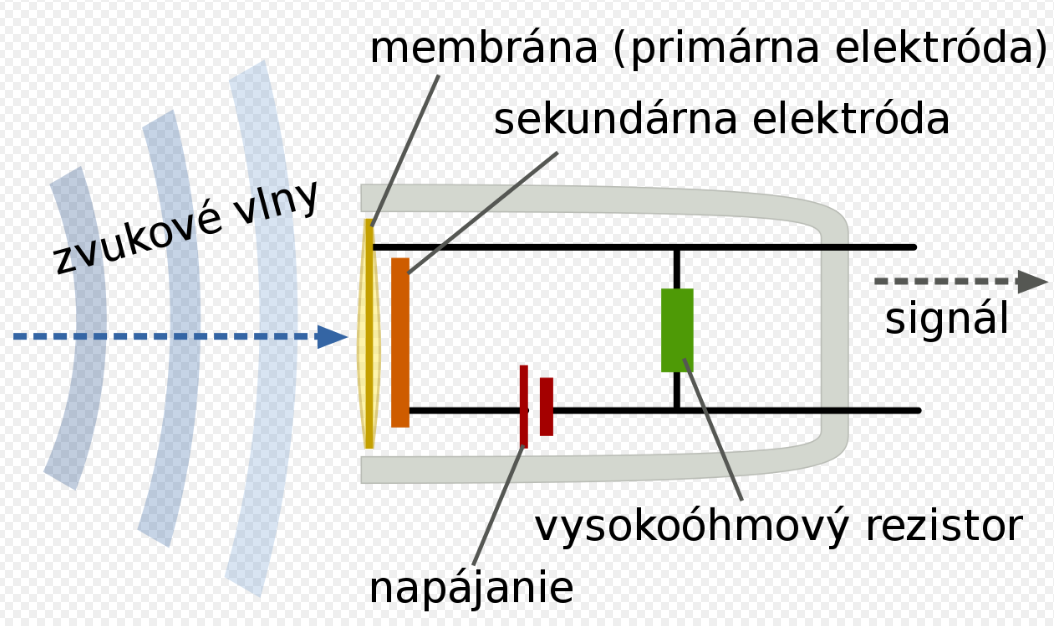 membrána (primárna elektróda)
sekundárna elektróda
zvukové vlny
signál
vysokoóhmový rezistor
napájanie